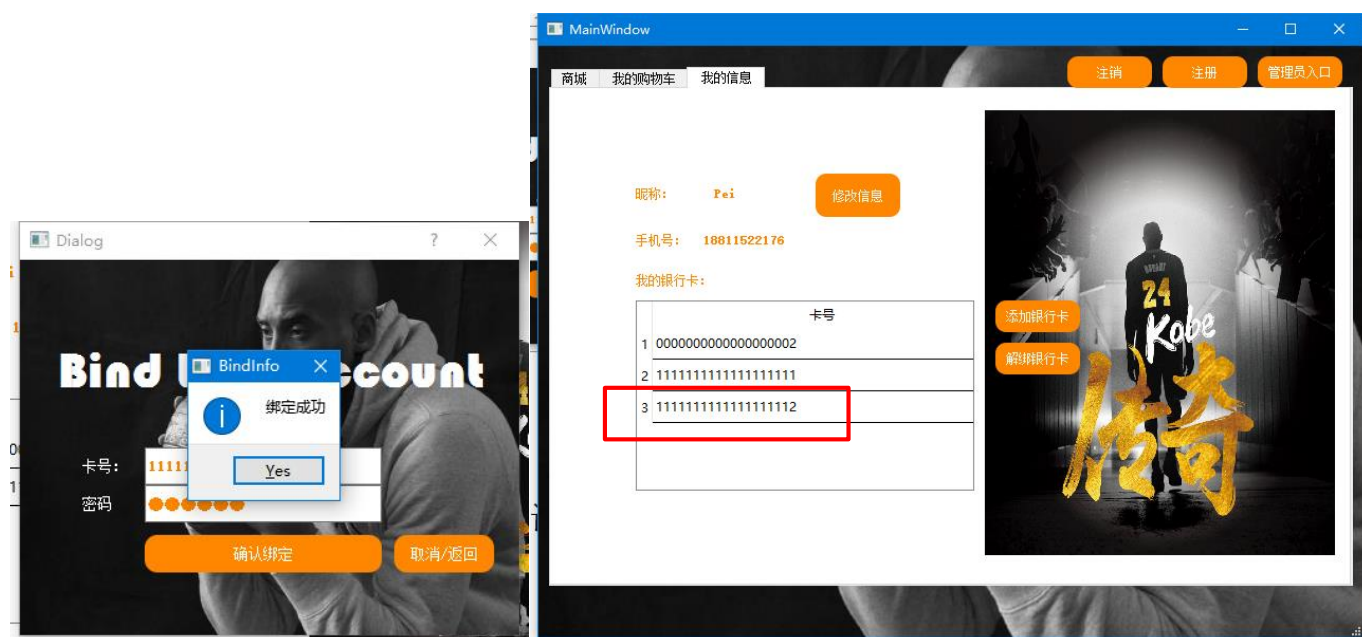 Dialog
?
Bind
ccount
BindInfo
绑定成功
Yes
卡号:
11111
密码
确认绑定
取消/返回
MainWindow
商城
我的购物车
我的信息
注销
注册
管理员入口
昵称:
Pei
修改信息
手机号:
18811522176
我的银行卡:
卡号
1 0000000000000000002
2 1111111111111111111
3 1111111111111111112
添加银行卡
解绑银行卡
BRYANT
24
Kobe
传奇